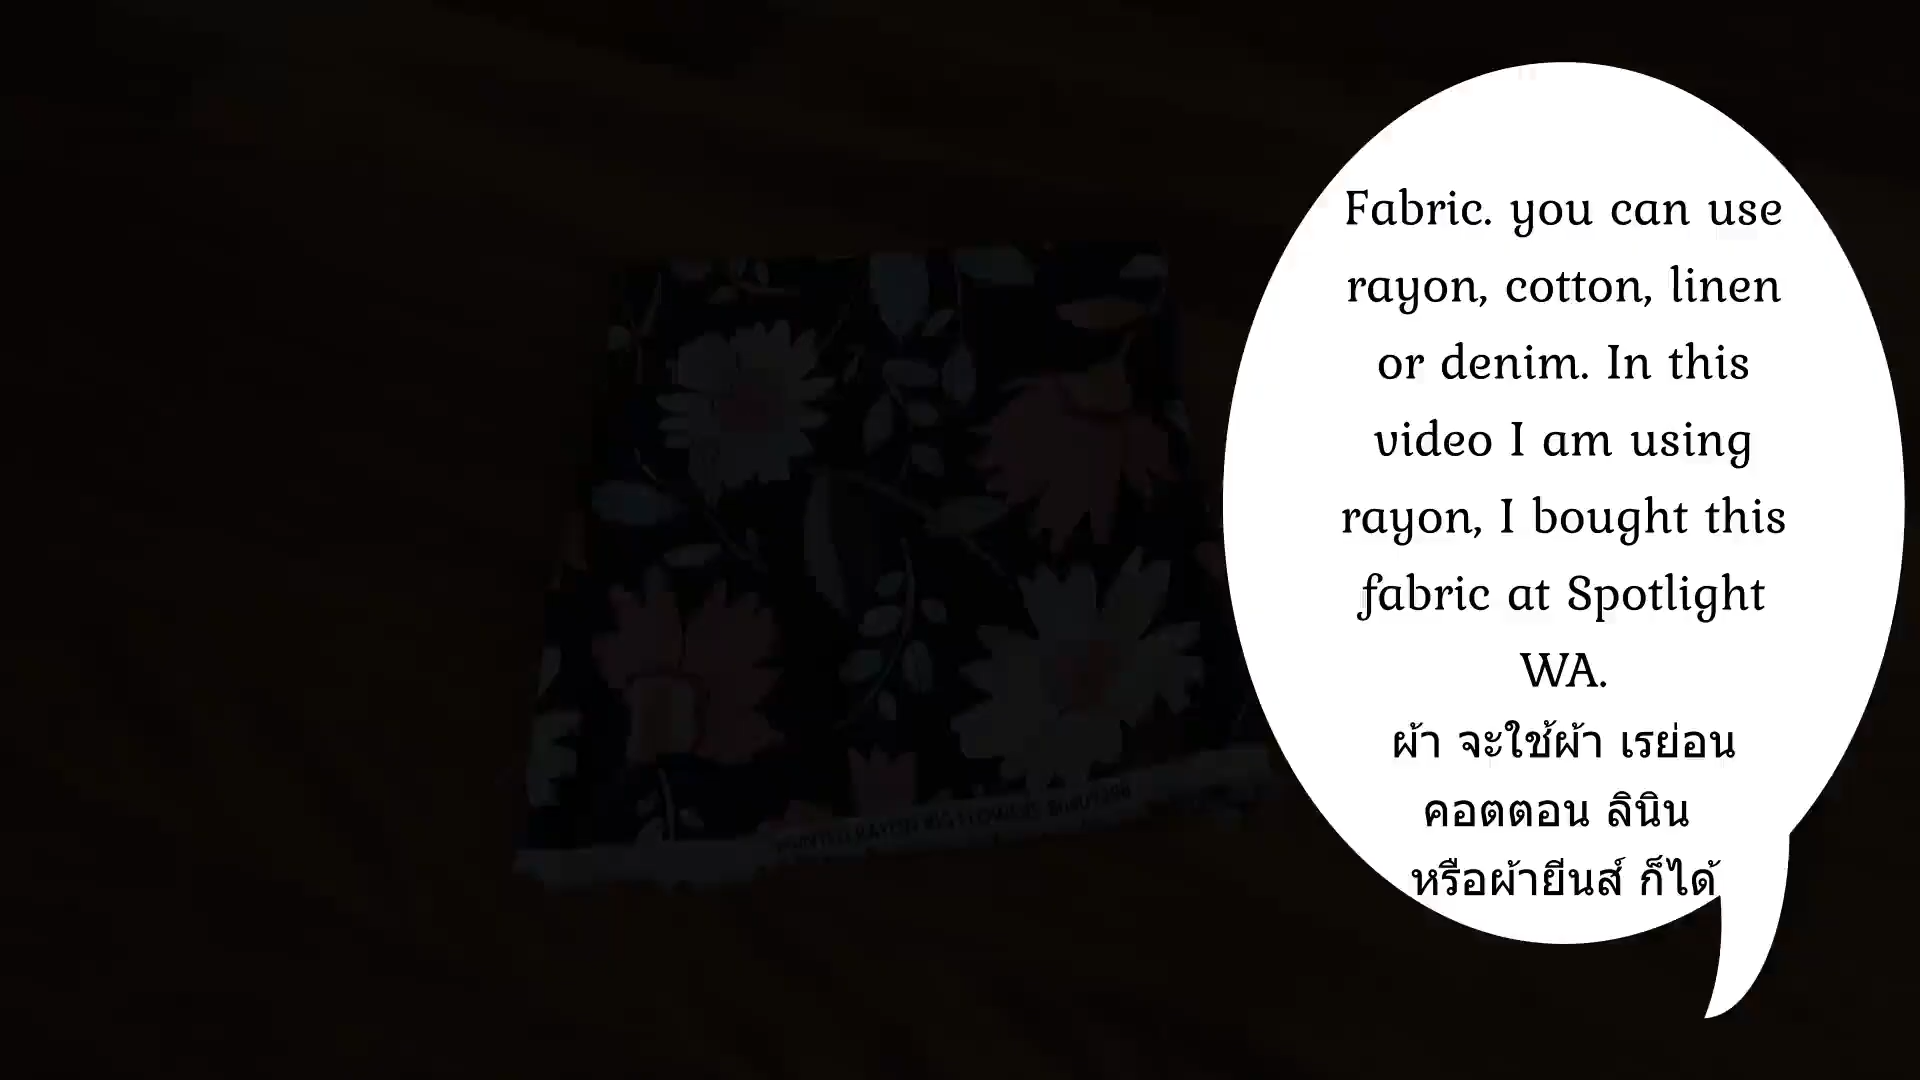 Fabric. you can use
rayon, cotton, linen
or denim. In this
video I am using
rayon, I bought this
fabric at Spotlight
WA.
ผ้า จะใช้ผ้า เรย่อน
คอตตอน ลินิน
หรือผ้ายีนส์ ก็ได้